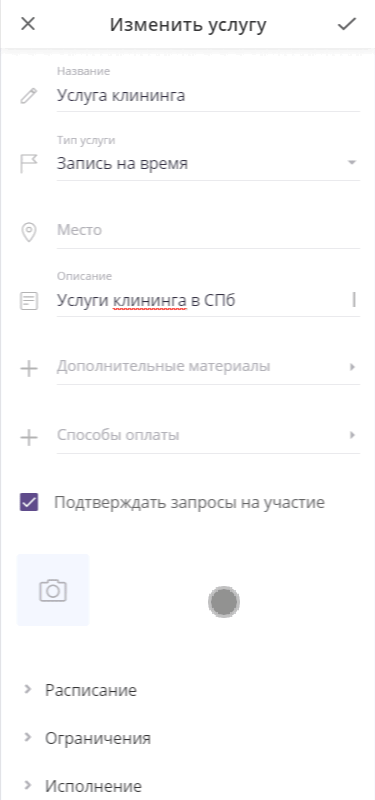 Изменить услугу
Название
Услуга клининга
Тип услуги
Запись на время
Место
Описание
Услуги клининга в СПб
Дополнительные материалы
Способы оплаты
Подтверждать запросы на участие
Расписание
Ограничения
Исполнение